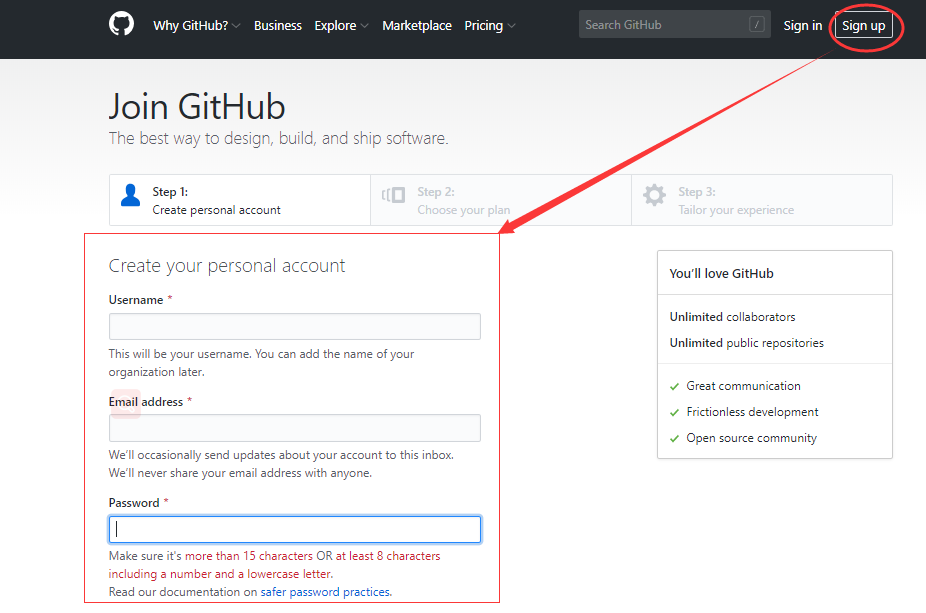 Why GitHub? Business Explore Marketplace Pricing Search GitHub / Sign in Sign up
Join GitHub
The best way to design, build, and ship software.
Step 1:
Create personal account
Step 2:
Choose your plan
Step 3:
Tailor your experience
Create your personal account
Username *
This will be your username. You can add the name of your
organization later.
Email address *
We'll occasionally send updates about your account to this inbox.
We'll never share your email address with anyone.
Password *
Make sure it's more than 15 characters OR at least 8 characters
including a number and a lowercase letter.
Read our documentation on safer password practices.
You'll love GitHub
Unlimited collaborators
Unlimited public repositories
Great communication
Frictionless development
Open source community